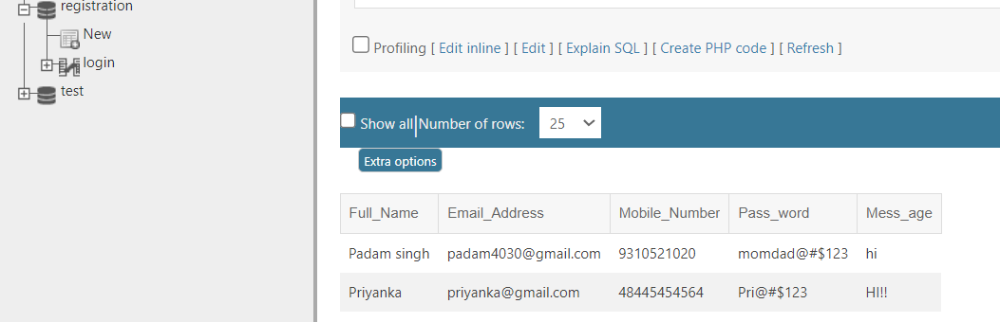 registration
New
login
test
Profiling [ Edit inline ] [ Edit ] [ Explain SQL ] [ Create PHP code ] [ Refresh ]
Show all Number of rows: 25
Extra options
Full_Name Email_Address Mobile_Number Pass_word Mess_age
Padam singh padam4030@gmail.com 9310521020 momdad@#$123 hi
Priyanka priyanka@gmail.com 48445454564 Pri@#$123 HI!!